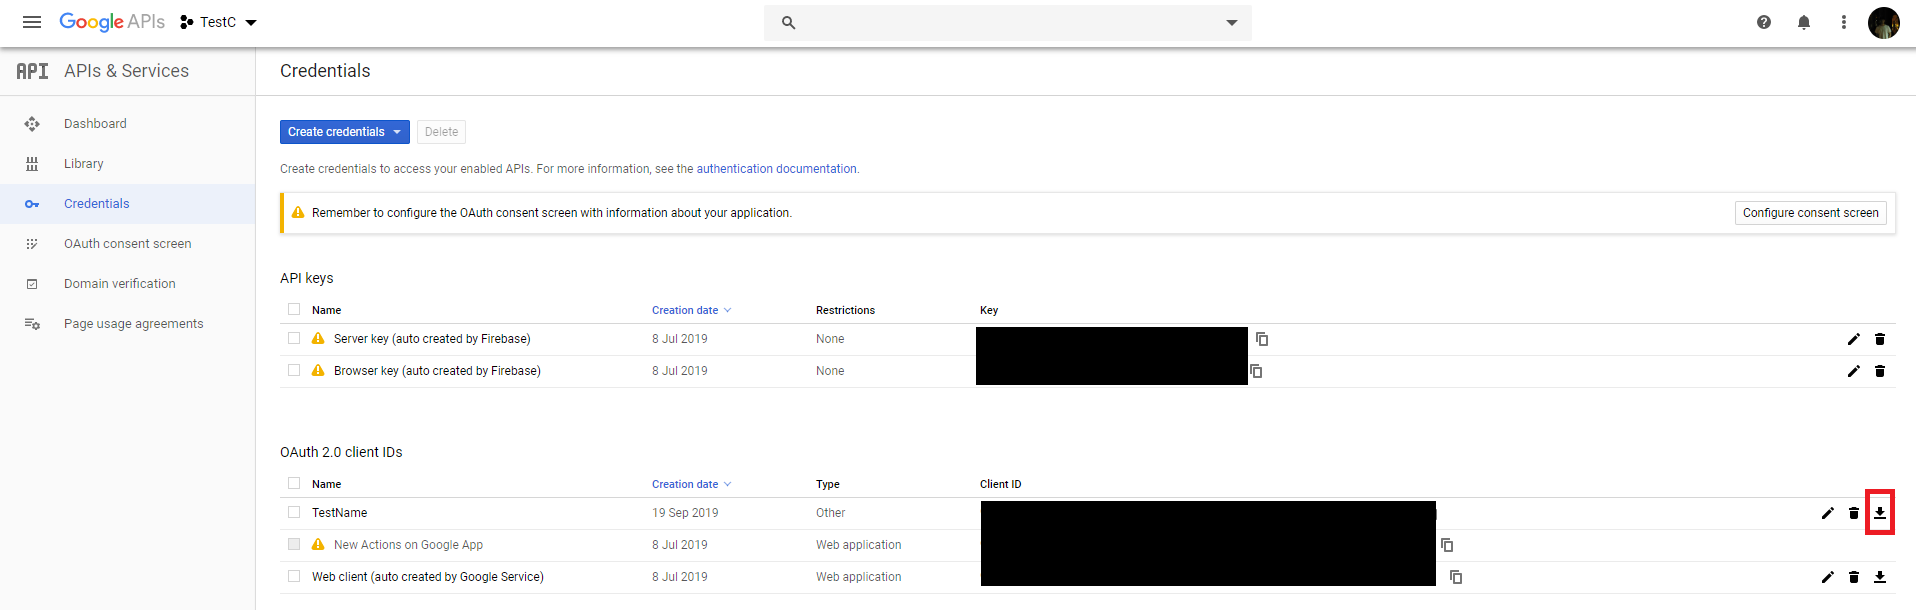 Google APIs TestC
API APIs & Services
Credentials
Dashboard
Library
Credentials
OAuth consent screen
Domain verification
Page usage agreements
Create credentials Delete
Create credentials to access your enabled APIs. For more information, see the authentication documentation.
Remember to configure the OAuth consent screen with information about your application. Configure consent screen
API keys
Name Creation date Restrictions Key
Server key (auto created by Firebase) 8 Jul 2019 None
Browser key (auto created by Firebase) 8 Jul 2019 None
OAuth 2.0 client IDs
Name Creation date Type Client ID
TestName 19 Sep 2019 Other
New Actions on Google App 8 Jul 2019 Web application
Web client (auto created by Google Service) 8 Jul 2019 Web application